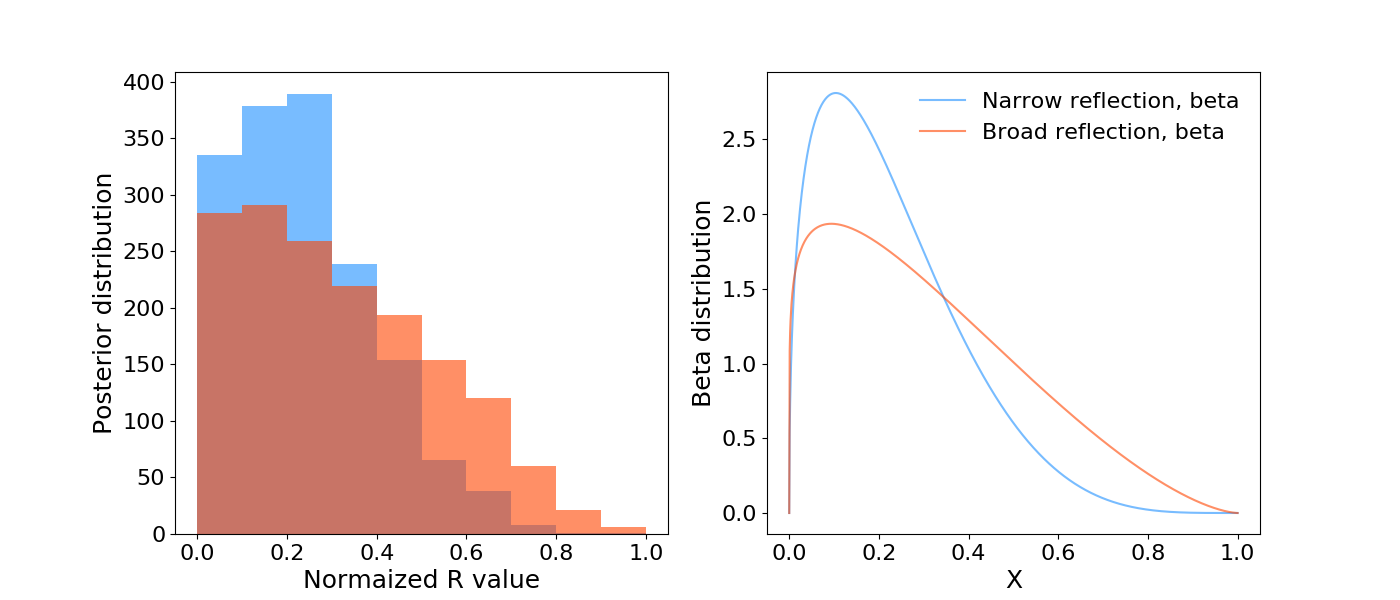 400
350
300
250
200
150
100
50
0
Posterior distribution
0.0 0.2 0.4 0.6 0.8 1.0
Normaized R value
Narrow reflection, beta
Broad reflection, beta
2.5
2.0
1.5
1.0
0.5
0.0
Beta distribution
0.0 0.2 0.4 0.6 0.8 1.0
X